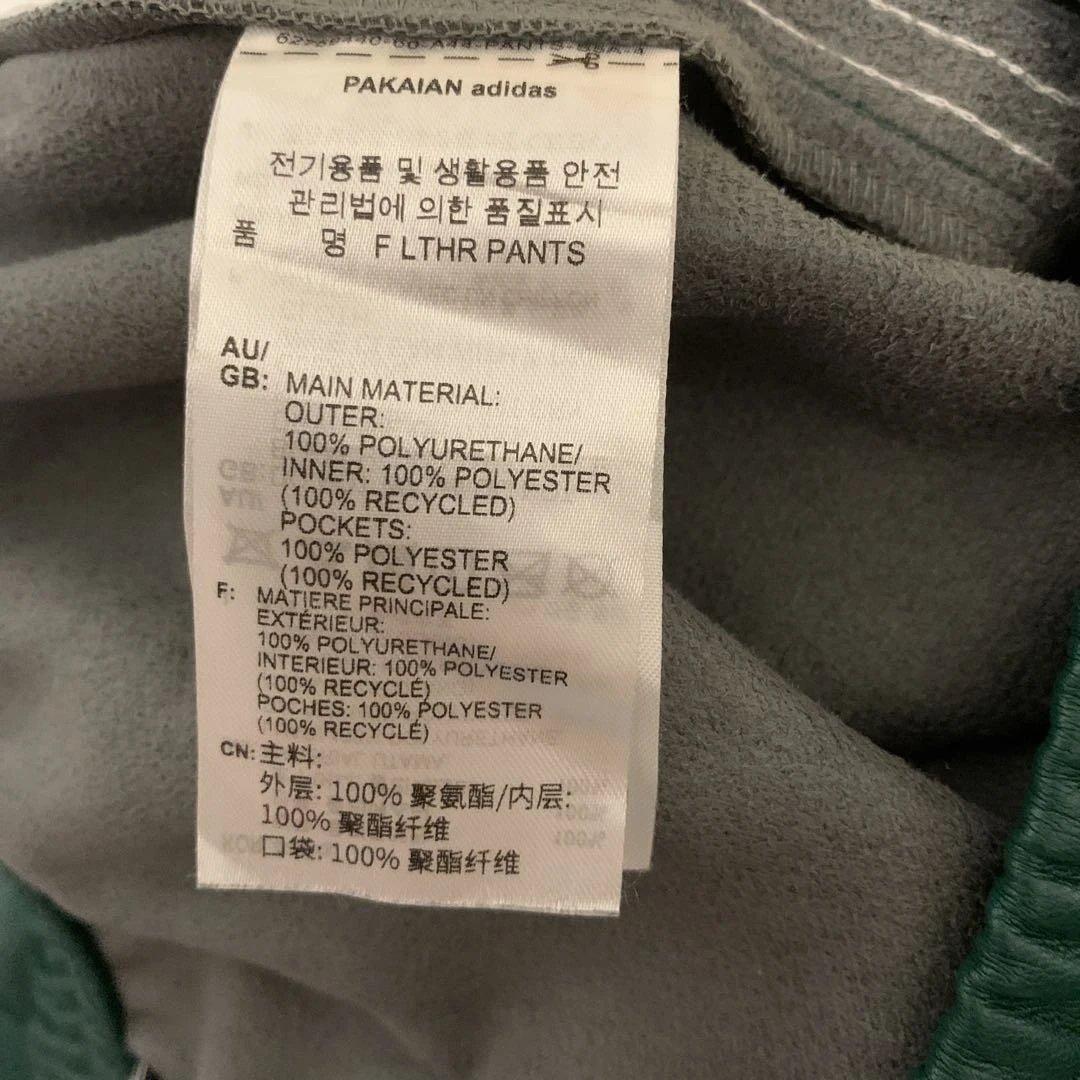 PAKAIAN adidas
전기용품 및 생활용품 안전
관리법에 의한 품질표시
품 명 F LTHR PANTS
AU/
GB: MAIN MATERIAL:
OUTER:
100% POLYURETHANE/
INNER: 100% POLYESTER
(100% RECYCLED)
POCKETS:
100% POLYESTER
(100% RECYCLED)
F: MATIERE PRINCIPALE:
EXTÉRIEUR:
100% POLYURETHANE/
INTERIEUR: 100% POLYESTER
(100% RECYCLÉ)
POCHES: 100% POLYESTER
(100% RECYCLÉ)
CN: 主料:
外层: 100% 聚氨酯/内层:
100% 聚酯纤维
口袋: 100% 聚酯纤维